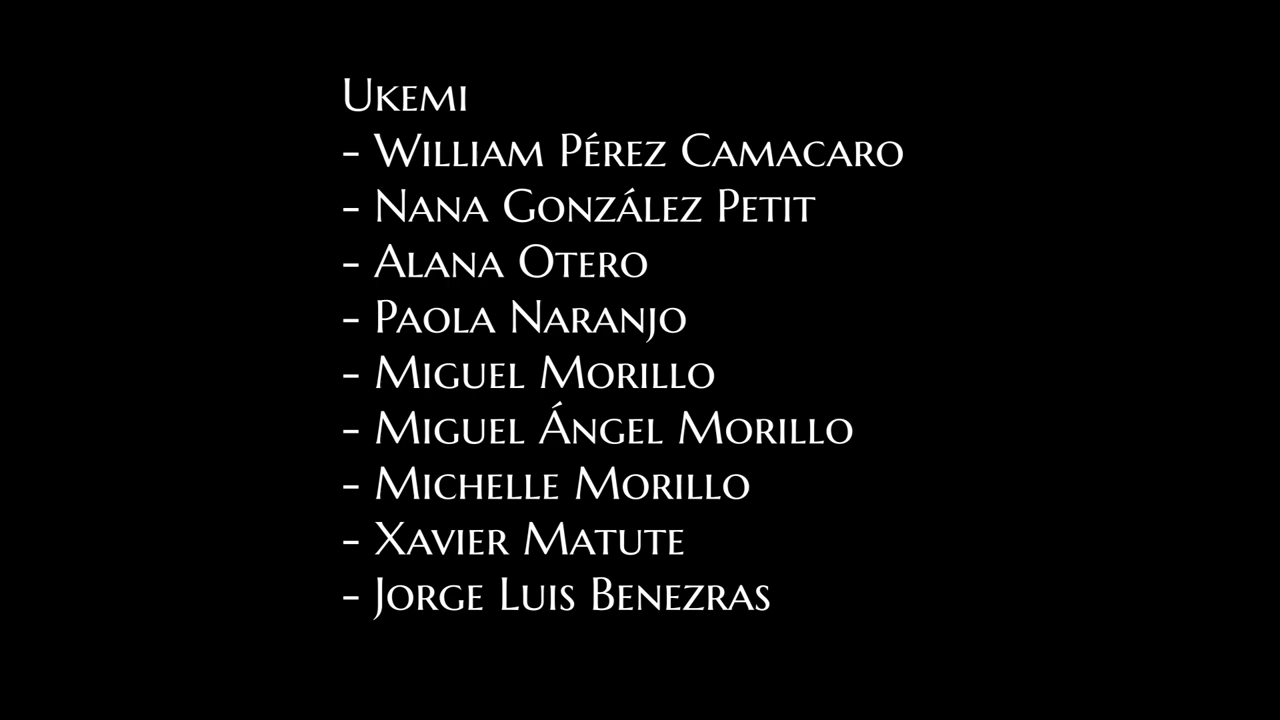 Ukemi
- William Pérez Camacaro
- Nana González Petit
- Alana Otero
- Paola Naranjo
- Miguel Morillo
- Miguel Ángel Morillo
- Michelle Morillo
- Xavier Matute
- Jorge Luis Benezras